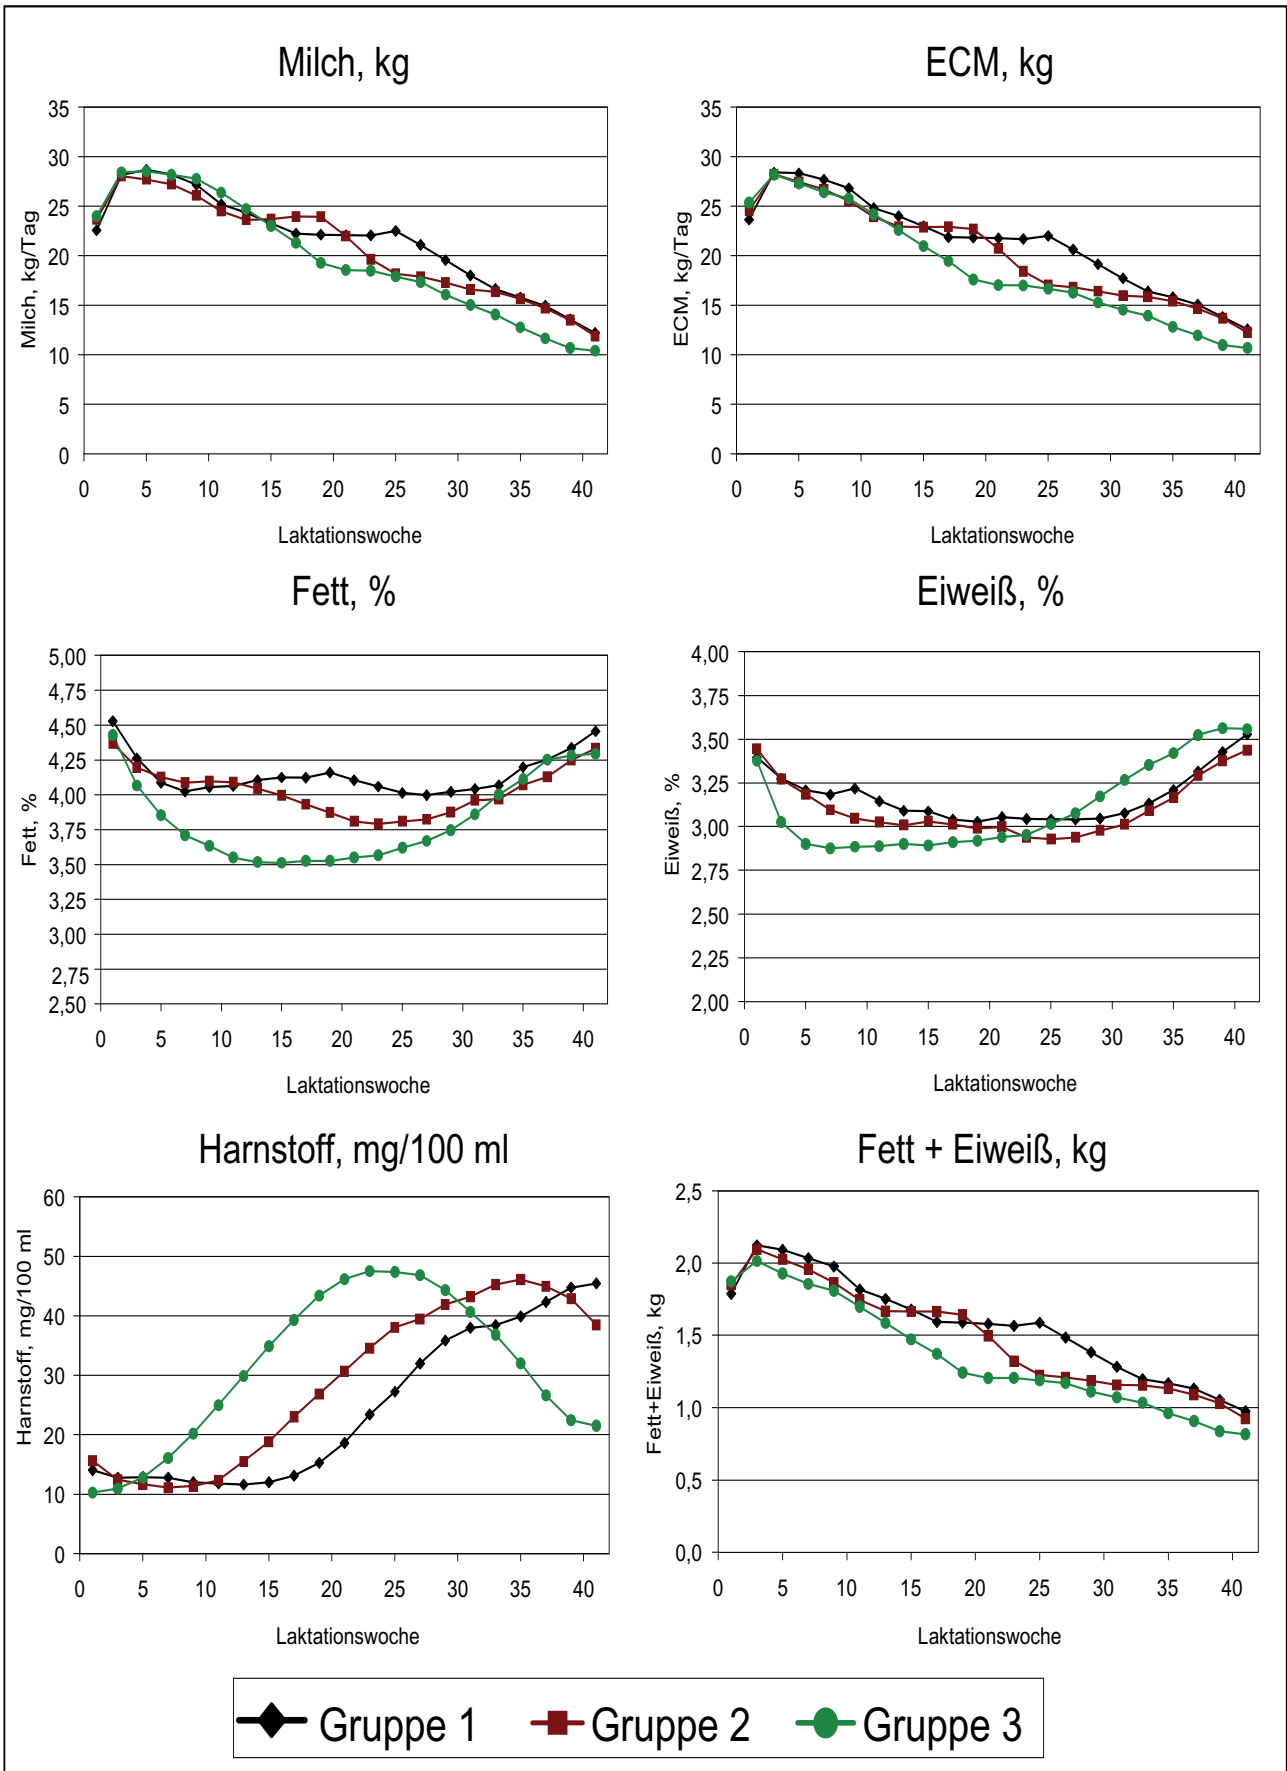 Milch, kg
35
30
25
20
15
10
5
0
Milch, kg/Tag
0 5 10 15 20 25 30 35 40
Laktationswoche
ECM, kg
35
30
25
20
15
10
5
0
ECM, kg/Tag
0 5 10 15 20 25 30 35 40
Laktationswoche
Fett, %
5,00
4,75
4,50
4,25
4,00
3,75
3,50
3,25
3,00
2,75
2,50
Fett, %
0 5 10 15 20 25 30 35 40
Laktationswoche
Eiweiß, %
4,00
3,75
3,50
3,25
3,00
2,75
2,50
2,25
2,00
Eiweiß, %
0 5 10 15 20 25 30 35 40
Laktationswoche
Harnstoff, mg/100 ml
60
50
40
30
20
10
0
Harnstoff, mg/100 ml
0 5 10 15 20 25 30 35 40
Laktationswoche
Fett + Eiweiß, kg
2,5
2,0
1,5
1,0
0,5
0,0
Fett+Eiweiß, kg
0 5 10 15 20 25 30 35 40
Laktationswoche
Gruppe 1 Gruppe 2 Gruppe 3